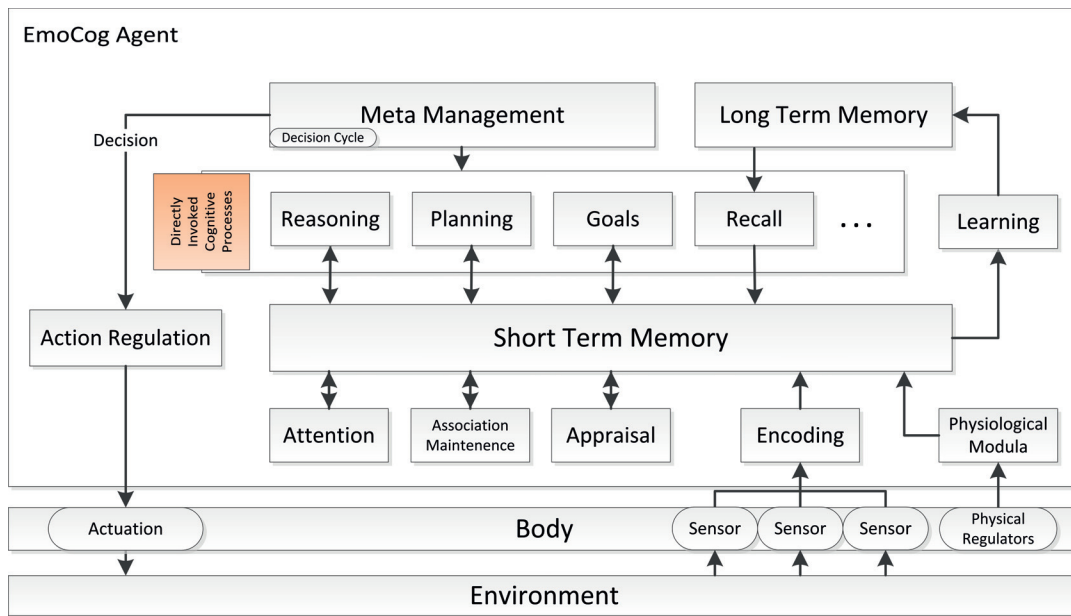 EmoCog Agent
Meta Management
Decision Cycle
Long Term Memory
Decision
Directly
Invoked
Cognitive
Processes
Reasoning
Planning
Goals
Recall
...
Learning
Action Regulation
Short Term Memory
Attention
Association
Maintenence
Appraisal
Encoding
Physiological
Modula
Actuation
Body
Sensor
Sensor
Sensor
Physical
Regulators
Environment